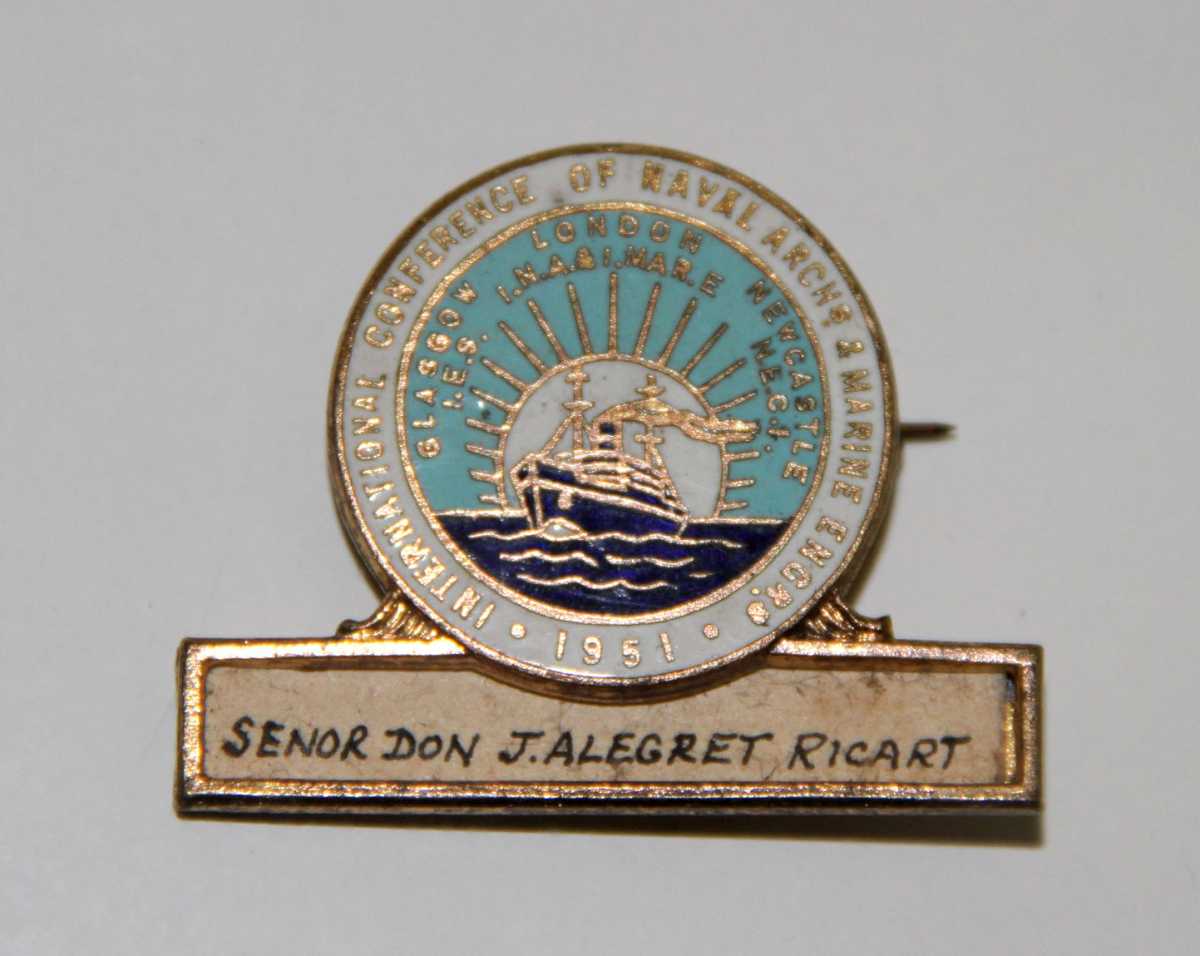 INTERNATIONAL CONFERENCE OF NAVAL ARCHS & MARINE ENGRS
LONDON
I.N.A. & I.MAR.E
GLASGOW
I.E.S.
NEWCASTLE
N.E.C.I.
• 1951 •
SENOR DON J. ALEGRET RICART